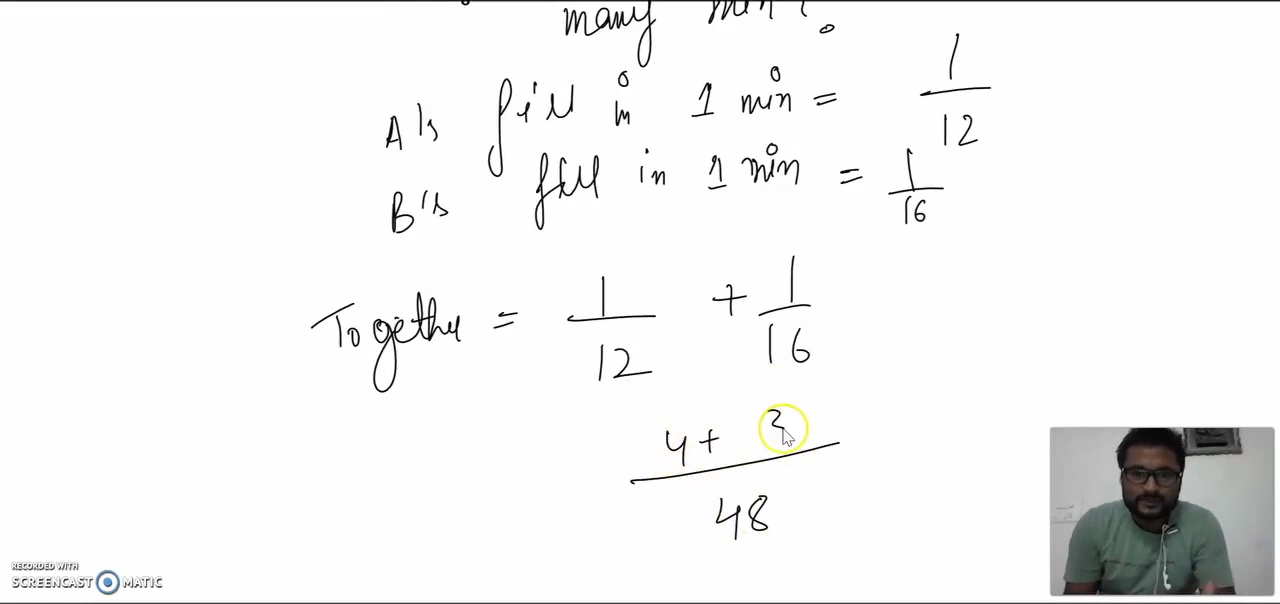 many min?
A's fill in 1 min = 1/12
B's fill in 1 min = 1/16
Togethe = 1/12 + 1/16
4 + 3
48
RECORDED WITH
SCREENCAST MATIC